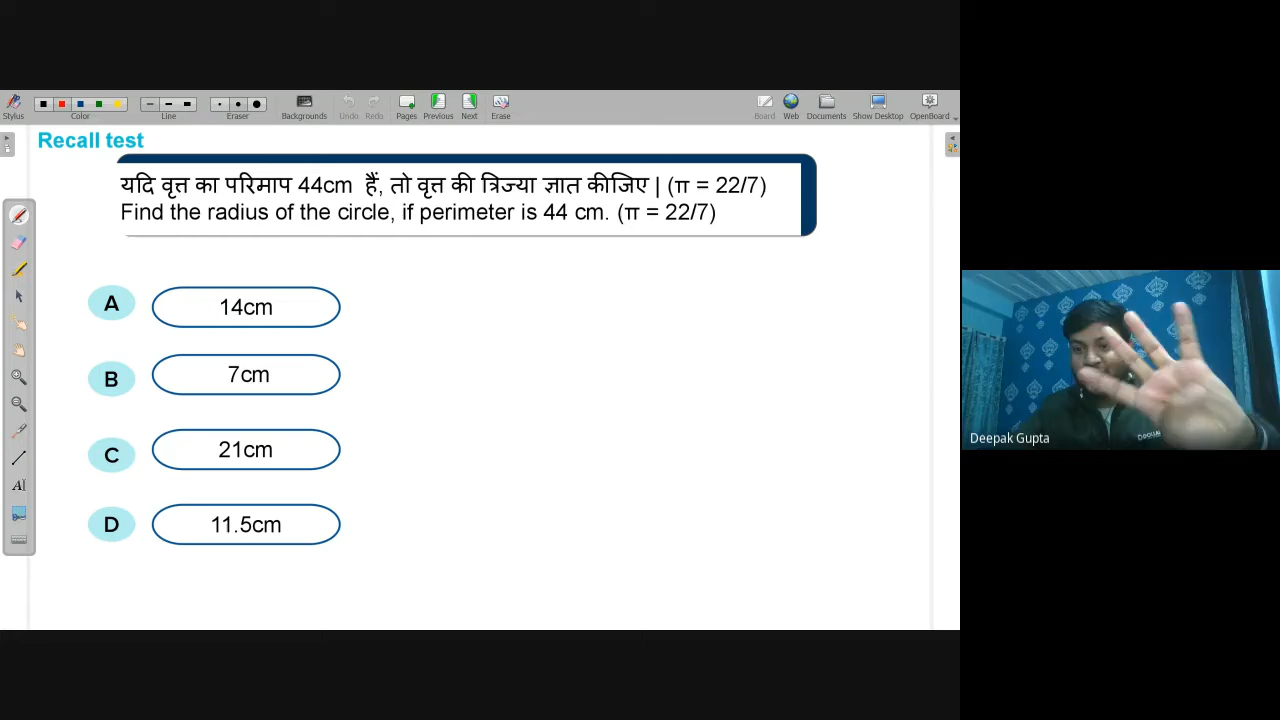 Stylus
Color
Line
Eraser
Backgrounds
Undo
Redo
Pages
Previous
Next
Erase
Board
Web
Documents
Show Desktop
OpenBoard
Recall test
यदि वृत्त का परिमाप 44cm हैं, तो वृत्त की त्रिज्या ज्ञात कीजिए | (π = 22/7)
Find the radius of the circle, if perimeter is 44 cm. (π = 22/7)
A 14cm
B 7cm
C 21cm
D 11.5cm
AI
Deepak Gupta